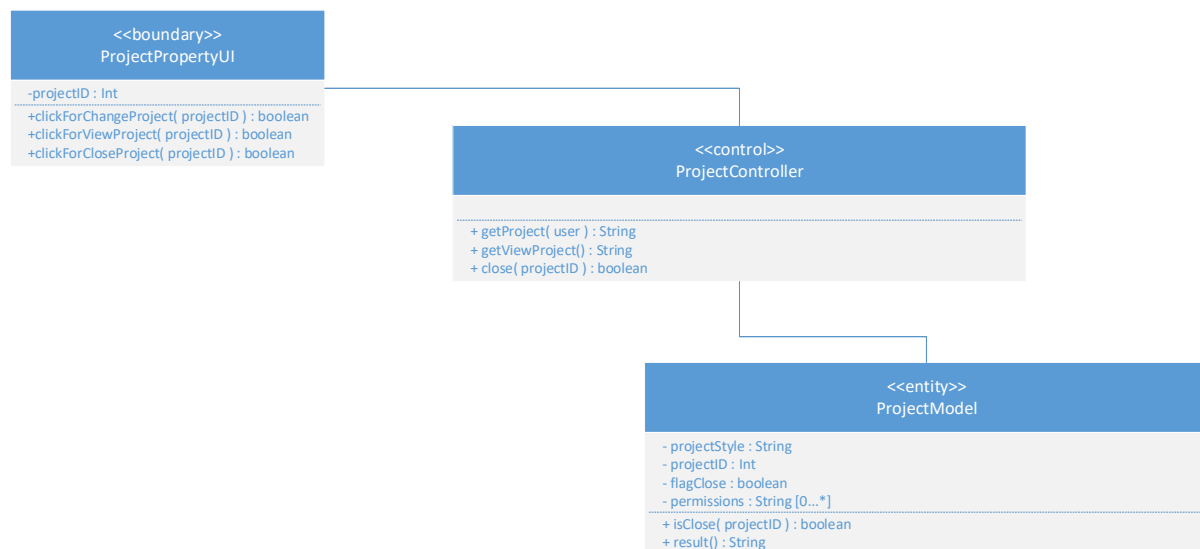 <<boundary>>
ProjectPropertyUI
-projectID : Int
+clickForChangeProject( projectID ) : boolean
+clickForViewProject( projectID ) : boolean
+clickForCloseProject( projectID ) : boolean
<<control>>
ProjectController
+ getProject( user ) : String
+ getViewProject() : String
+ close( projectID ) : boolean
<<entity>>
ProjectModel
- projectStyle : String
- projectID : Int
- flagClose : boolean
- permissions : String [0...*]
+ isClose( projectID ) : boolean
+ result() : String